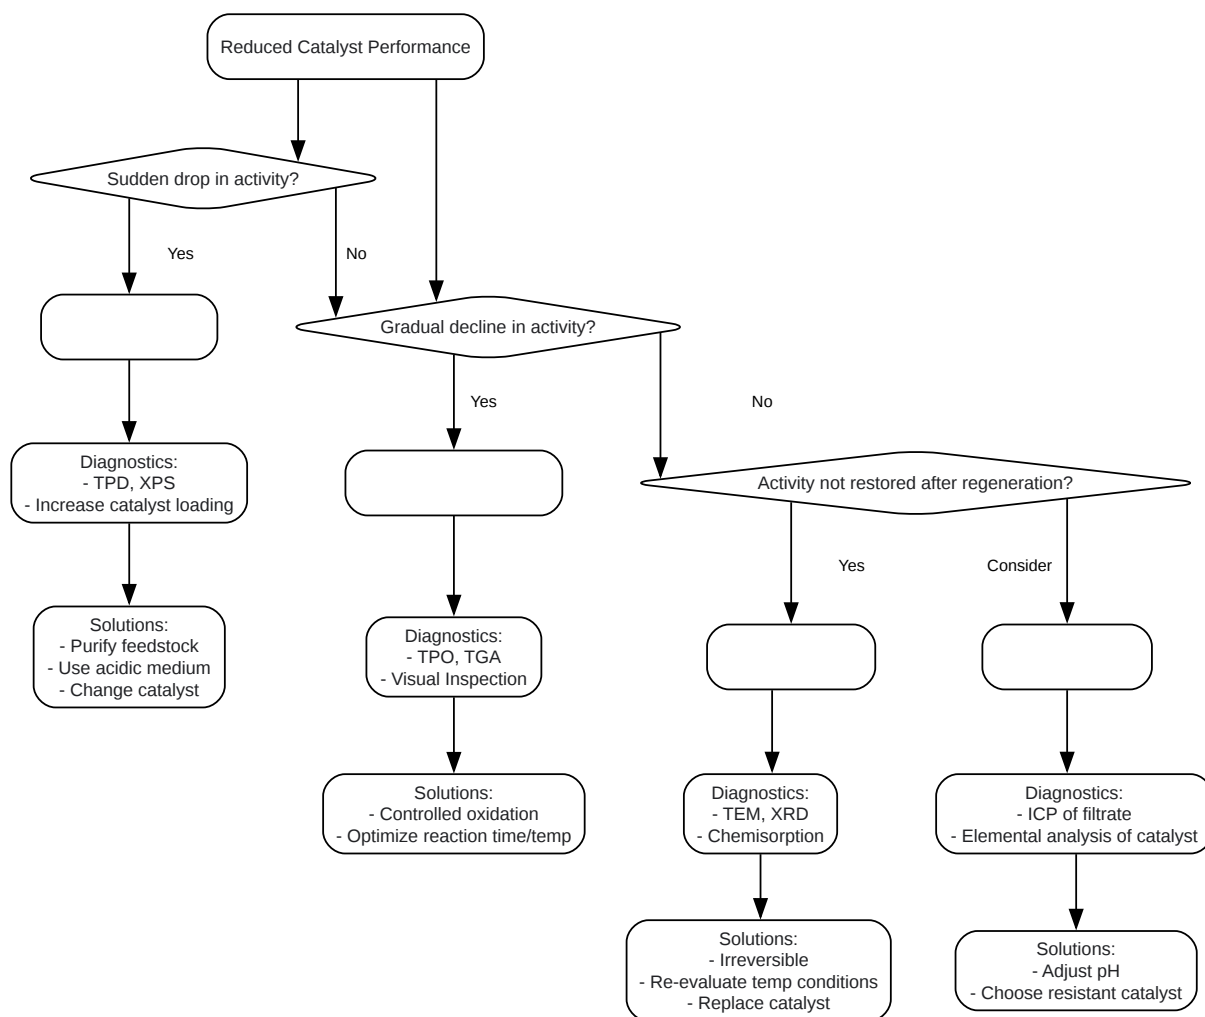 Reduced Catalyst Performance
Sudden drop in activity?
Yes
No
Gradual decline in activity?
Yes
No
Diagnostics:
- TPD, XPS
- Increase catalyst loading
Activity not restored after regeneration?
Yes
Consider
Solutions:
- Purify feedstock
- Use acidic medium
- Change catalyst
Diagnostics:
- TPO, TGA
- Visual Inspection
Solutions:
- Controlled oxidation
- Optimize reaction time/temp
Diagnostics:
- TEM, XRD
- Chemisorption
Diagnostics:
- ICP of filtrate
- Elemental analysis of catalyst
Solutions:
- Irreversible
- Re-evaluate temp conditions
- Replace catalyst
Solutions:
- Adjust pH
- Choose resistant catalyst